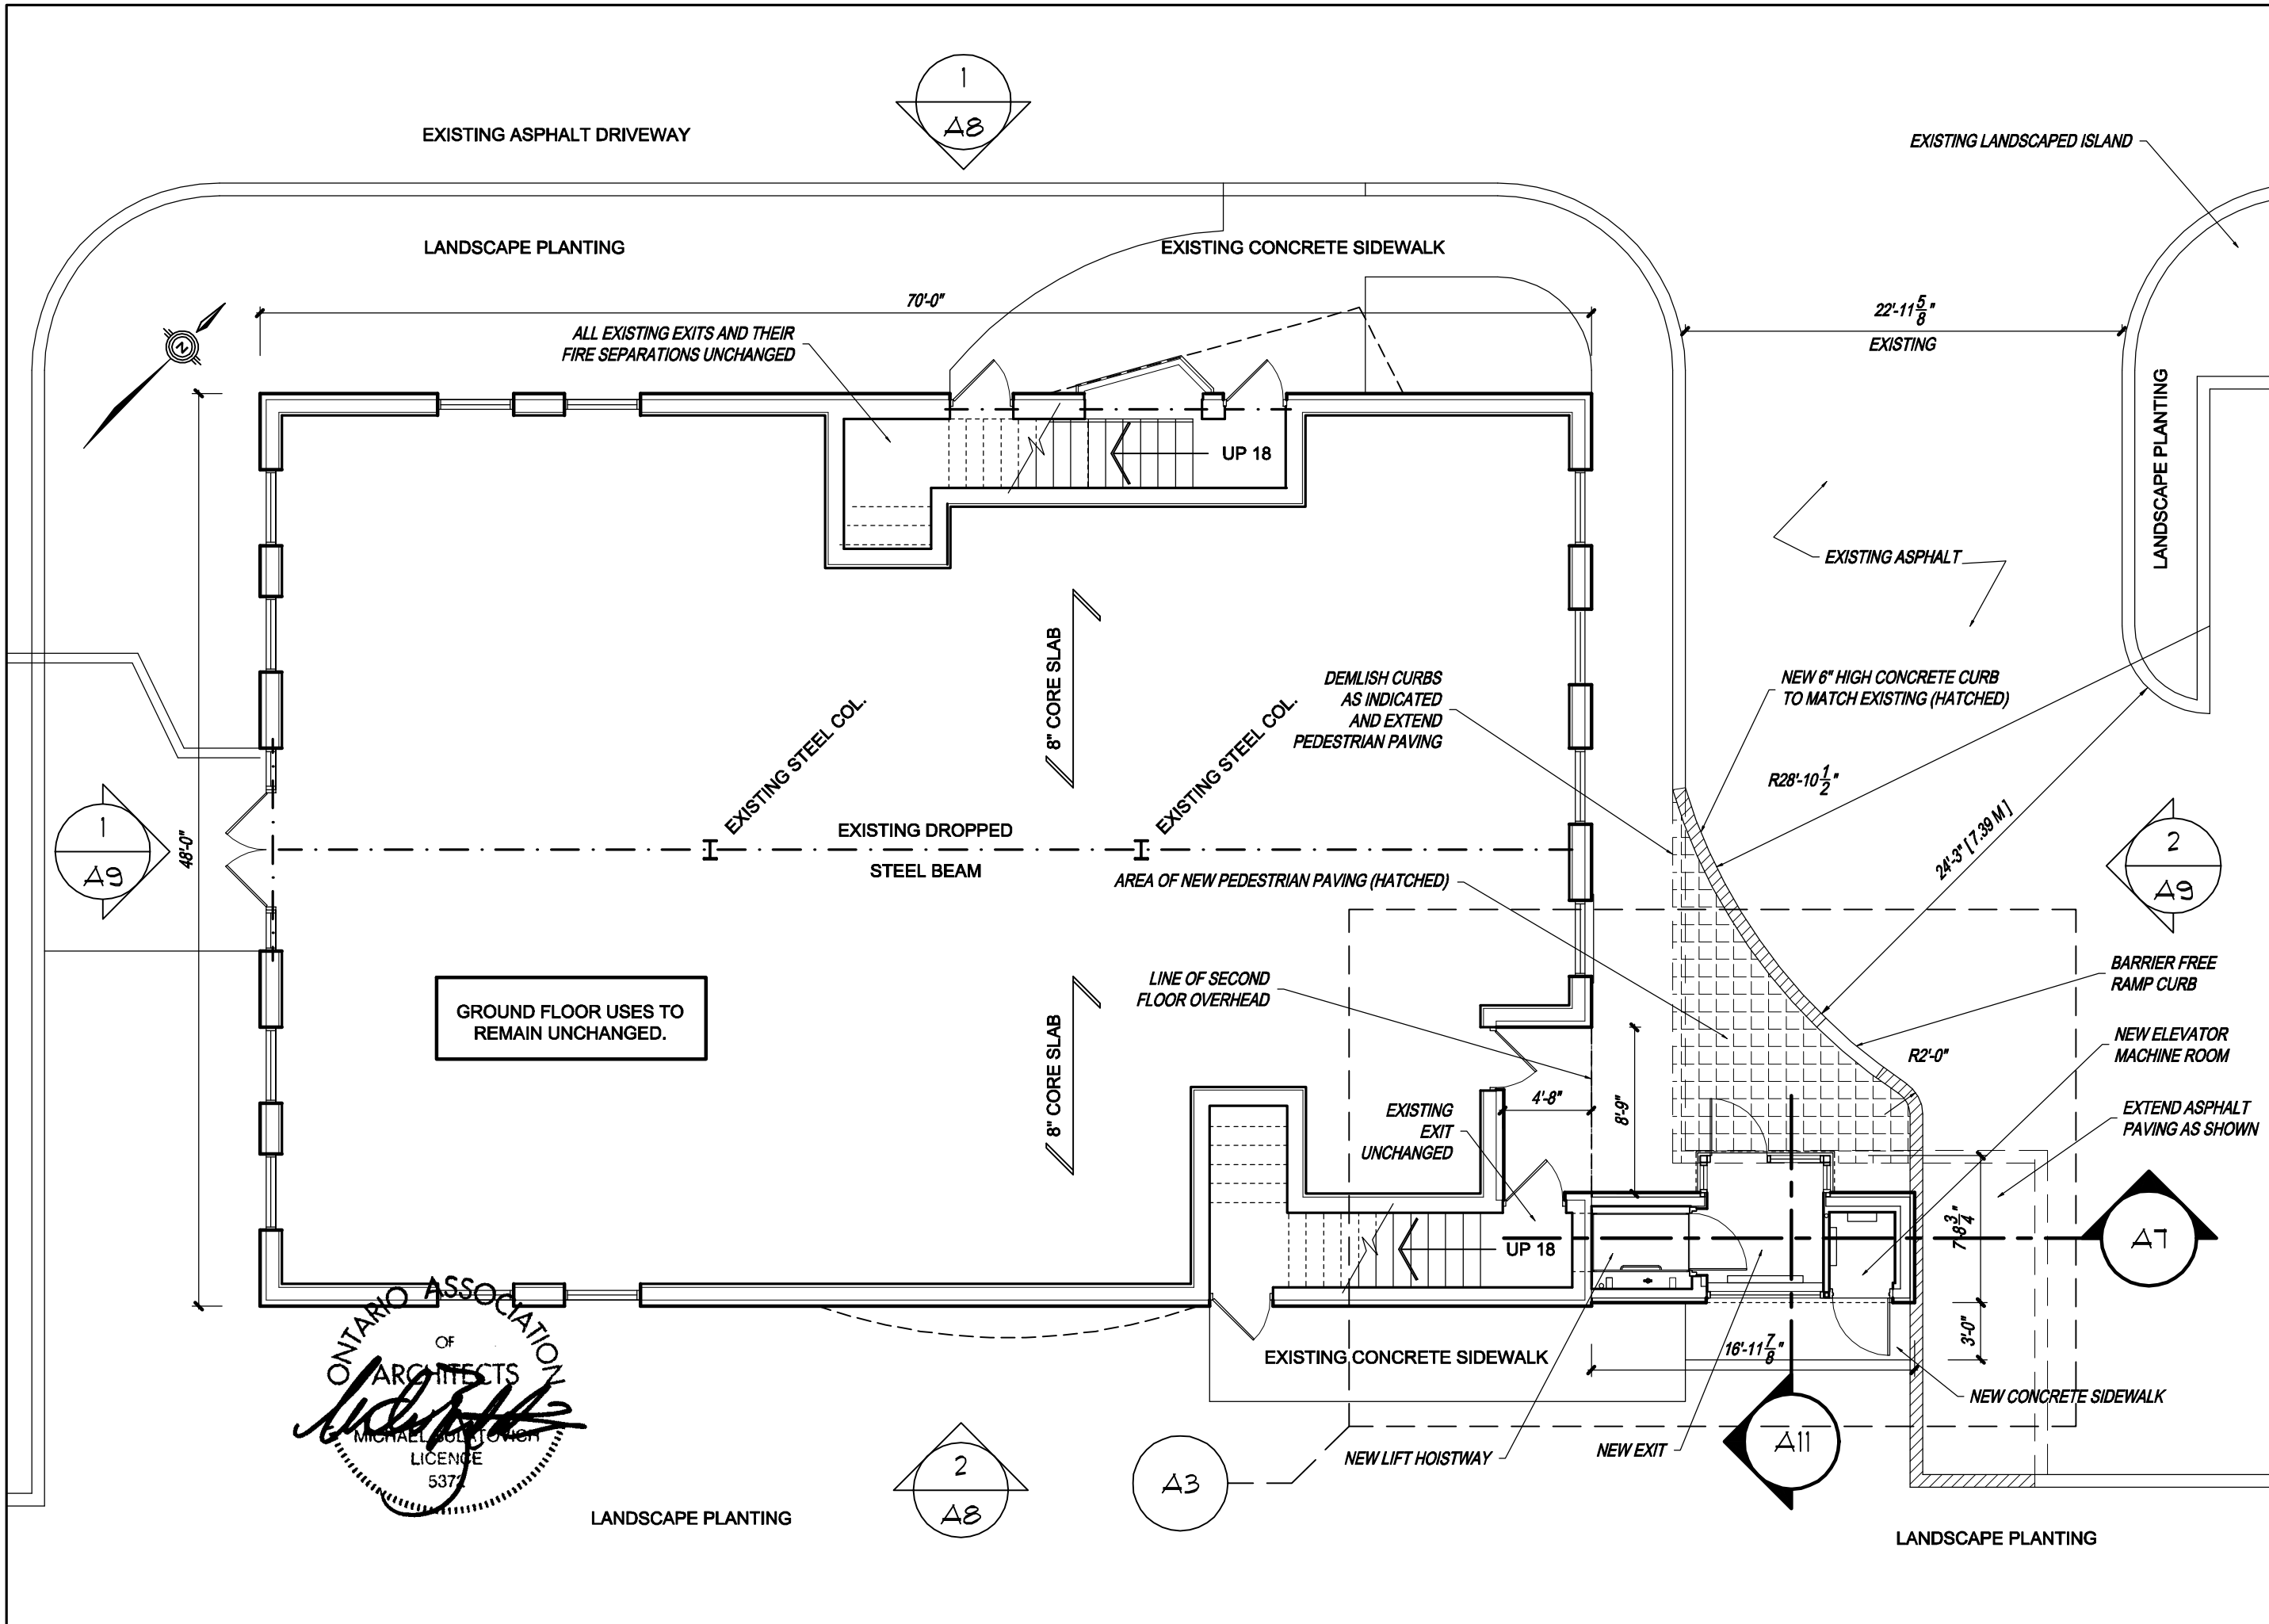 1
A8
EXISTING ASPHALT DRIVEWAY
EXISTING LANDSCAPED ISLAND
LANDSCAPE PLANTING
EXISTING CONCRETE SIDEWALK
70'-0"
22'-11 5/8"
EXISTING
ALL EXISTING EXITS AND THEIR
FIRE SEPARATIONS UNCHANGED
N
UP 18
LANDSCAPE PLANTING
EXISTING ASPHALT
8" CORE SLAB
EXISTING STEEL COL.
EXISTING STEEL COL.
DEMLISH CURBS
AS INDICATED
AND EXTEND
PEDESTRIAN PAVING
NEW 6" HIGH CONCRETE CURB
TO MATCH EXISTING (HATCHED)
R28'-10 1/2"
24'-3" [ 7.39 M ]
1
A9
48'-0"
EXISTING DROPPED
STEEL BEAM
2
A9
AREA OF NEW PEDESTRIAN PAVING (HATCHED)
GROUND FLOOR USES TO
REMAIN UNCHANGED.
8" CORE SLAB
LINE OF SECOND
FLOOR OVERHEAD
BARRIER FREE
RAMP CURB
NEW ELEVATOR
MACHINE ROOM
R2'-0"
4'-8"
8'-9"
EXISTING
EXIT
UNCHANGED
EXTEND ASPHALT
PAVING AS SHOWN
UP 18
7'-8 3/4"
A7
3'-0"
16'-11 7/8"
EXISTING CONCRETE SIDEWALK
NEW CONCRETE SIDEWALK
ONTARIO ASSOCIATION
OF
ARCHITECTS
MICHAEL BULATOVICH
LICENCE
5372
NEW LIFT HOISTWAY
NEW EXIT
A11
2
A8
A3
LANDSCAPE PLANTING
LANDSCAPE PLANTING